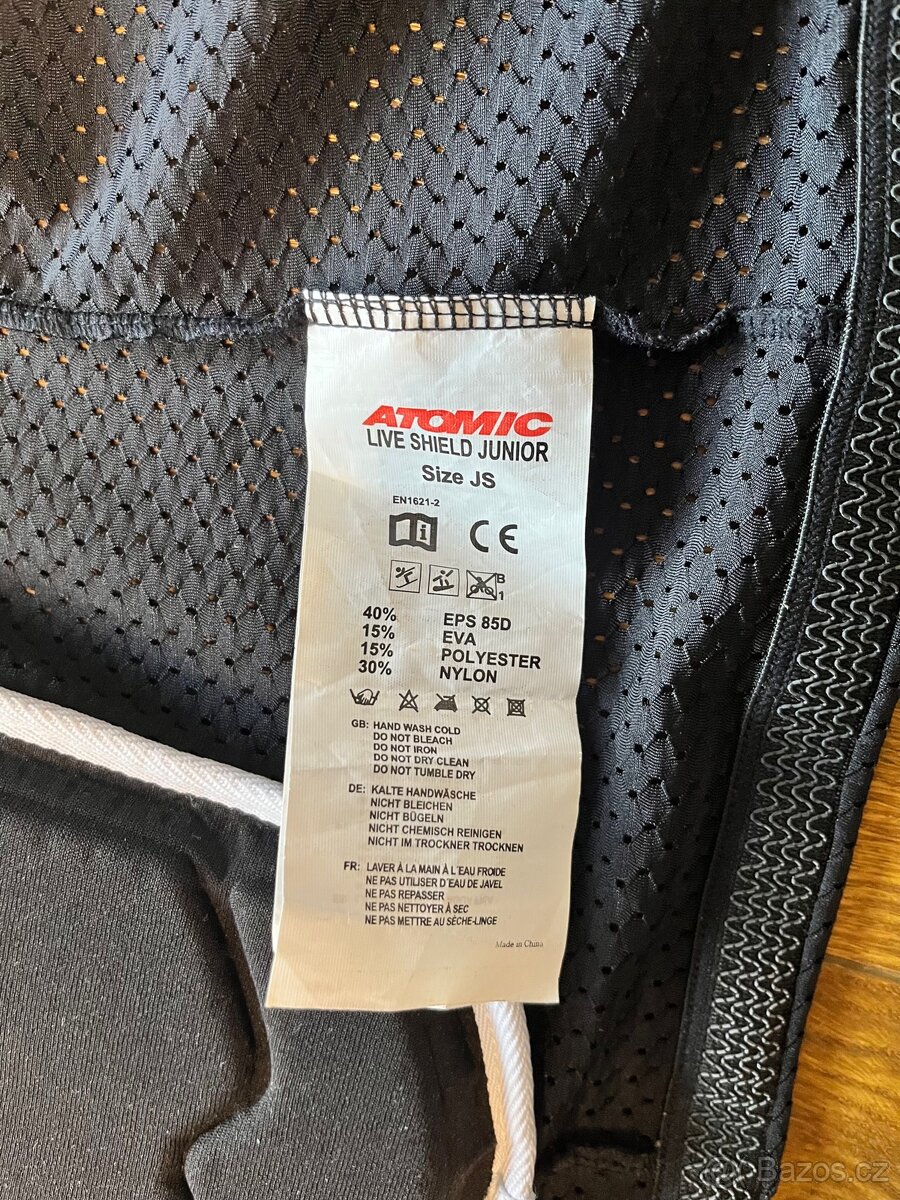 ATOMIC
LIVE SHIELD JUNIOR
Size JS
EN1621-2
i CE
B
1
40% EPS 85D
15% EVA
15% POLYESTER
30% NYLON
GB: HAND WASH COLD
DO NOT BLEACH
DO NOT IRON
DO NOT DRY CLEAN
DO NOT TUMBLE DRY
DE: KALTE HANDWÄSCHE
NICHT BLEICHEN
NICHT BÜGELN
NICHT CHEMISCH REINIGEN
NICHT IM TROCKNER TROCKNEN
FR: LAVER À LA MAIN À L´EAU FROIDE
NE PAS UTILISER D´EAU DE JAVEL
NE PAS REPASSER
NE PAS NETTOYER À SEC
NE PAS METTRE AU SÈCHE-LINGE
Made in China
Bazos.cz